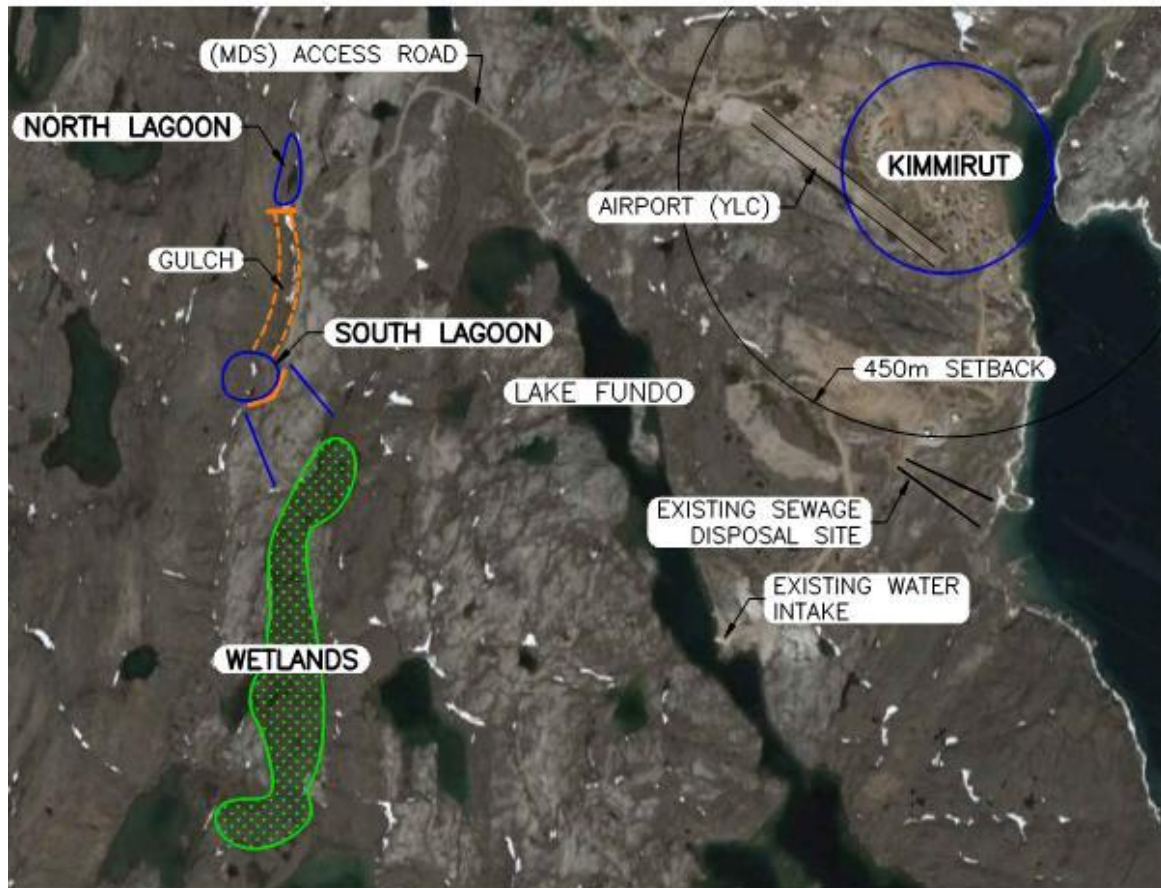 (MDS) ACCESS ROAD
NORTH LAGOON
KIMMIRUT
AIRPORT (YLC)
GULCH
SOUTH LAGOON
450m SETBACK
LAKE FUNDO
EXISTING SEWAGE
DISPOSAL SITE
EXISTING WATER
INTAKE
WETLANDS